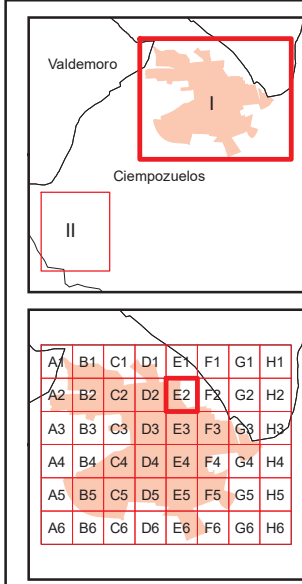 Valdemoro
I
Ciempozuelos
II
A1 B1 C1 D1 E1 F1 G1 H1
A2 B2 C2 D2 E2 F2 G2 H2
A3 B3 C3 D3 E3 F3 G3 H3
A4 B4 C4 D4 E4 F4 G4 H4
A5 B5 C5 D5 E5 F5 G5 H5
A6 B6 C6 D6 E6 F6 G6 H6